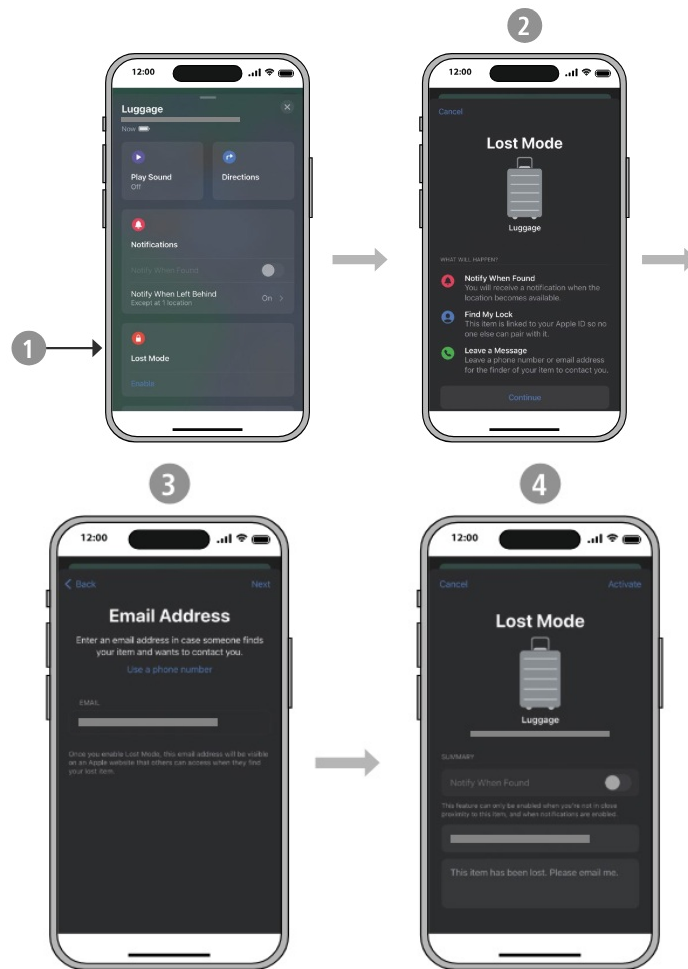 2
12:00
Luggage
Now
Play Sound
Off
Directions
Notifications
Notify When Found
Notify When Left Behind
Except at 1 location
On
1
Lost Mode
Enable
12:00
Cancel
Lost Mode
Luggage
WHAT WILL HAPPEN?
Notify When Found
You will receive a notification when the
location becomes available.
Find My Lock
This item is linked to your Apple ID so no
one else can pair with it.
Leave a Message
Leave a phone number or email address
for the finder of your item to contact you.
Continue
3
12:00
Back
Next
Email Address
Enter an email address in case someone finds
your item and wants to contact you.
Use a phone number
EMAIL
Once you enable Lost Mode, this email address will be visible
on an Apple website that others can access when they find
your lost item.
4
12:00
Cancel
Activate
Lost Mode
Luggage
SUMMARY
Notify When Found
This feature can only be enabled when you're not in close
proximity to this item, and when notifications are enabled.
This item has been lost. Please email me.